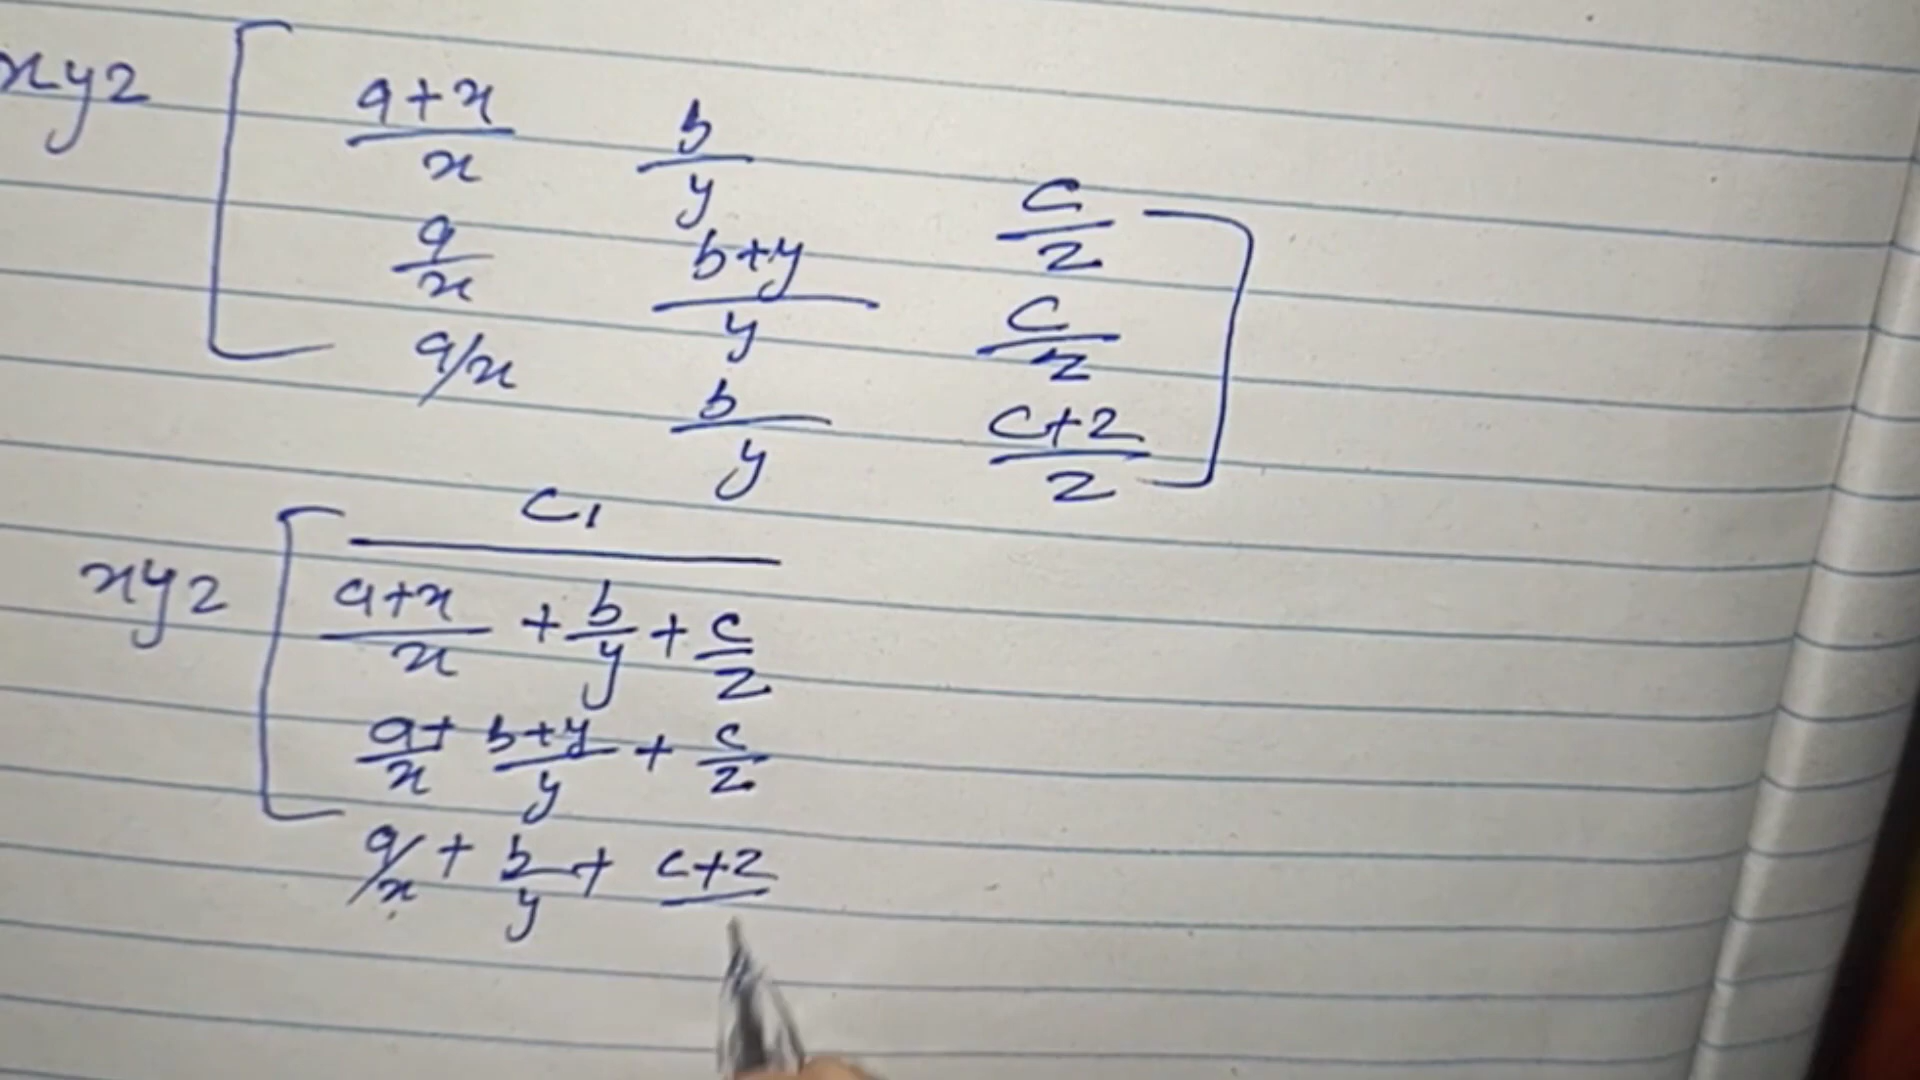 xyz [ a+x/x b/y c/z
a/x b+y/y c/z
a/x b/y c+z/z ]
C1
xyz [ a+x/x + b/y + c/z
a/x + b+y/y + c/z
a/x + b/y + c+z